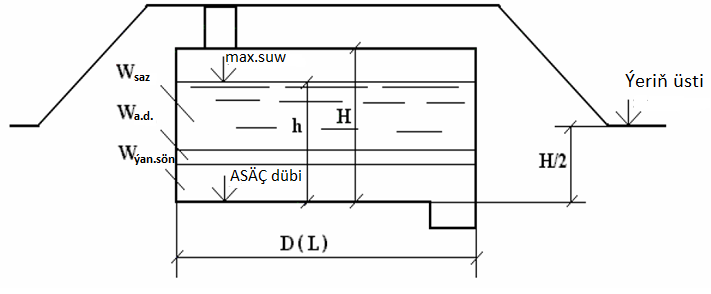 max.suw
Wsaz
Ýeriň üsti
Wa.d.
h
H
Wýan.sön
H/2
ASÄÇ dübi
D ( L )